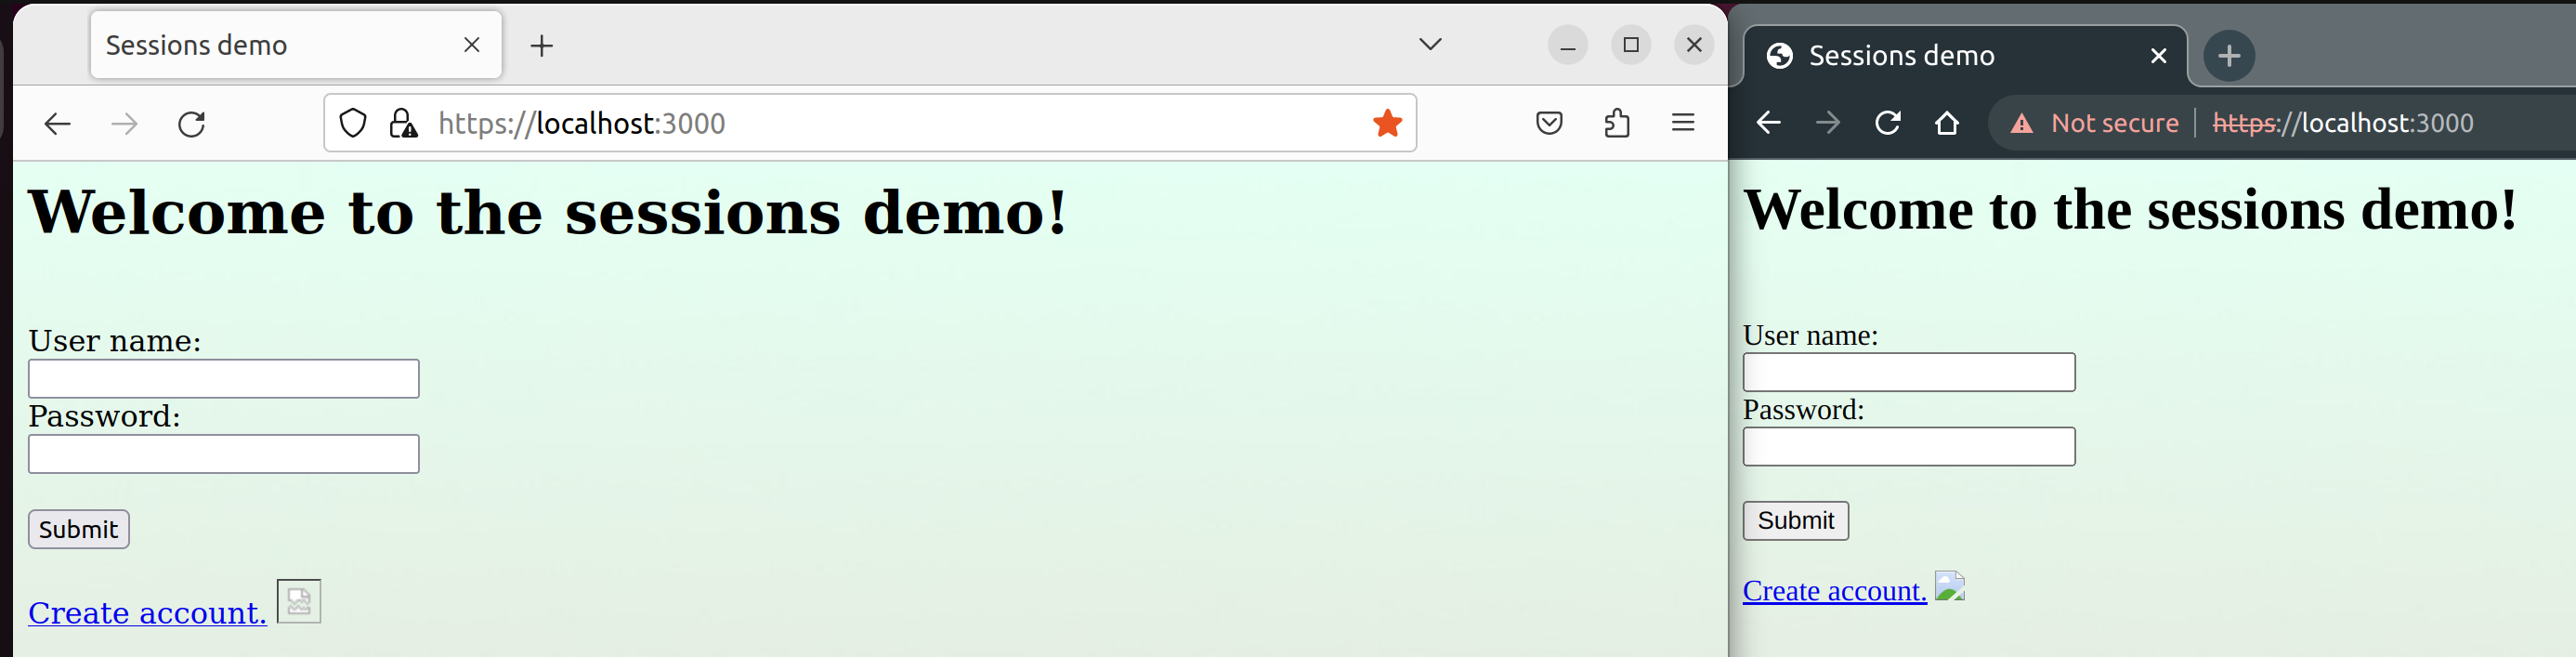 Sessions demo
https://localhost:3000
Welcome to the sessions demo!
User name:
Password:
Submit
Create account.
Sessions demo
Not secure https://localhost:3000
Welcome to the sessions demo!
User name:
Password:
Submit
Create account.